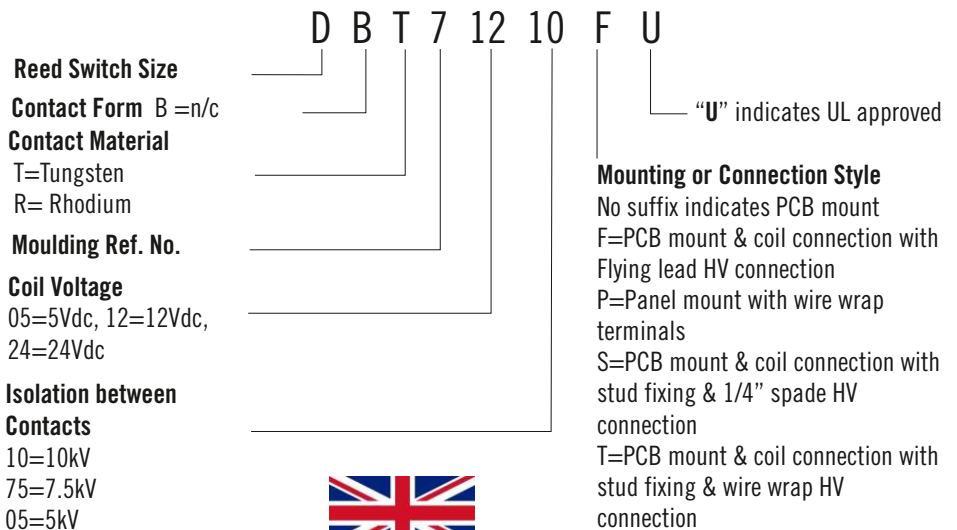 D B T 7 12 10 F U
Reed Switch Size
Contact Form B =n/c
Contact Material
T=Tungsten
R= Rhodium
Moulding Ref. No.
Coil Voltage
05=5Vdc, 12=12Vdc,
24=24Vdc
Isolation between
Contacts
10=10kV
75=7.5kV
05=5kV
“U” indicates UL approved
Mounting or Connection Style
No suffix indicates PCB mount
F=PCB mount & coil connection with
Flying lead HV connection
P=Panel mount with wire wrap
terminals
S=PCB mount & coil connection with
stud fixing & 1/4” spade HV
connection
T=PCB mount & coil connection with
stud fixing & wire wrap HV
connection